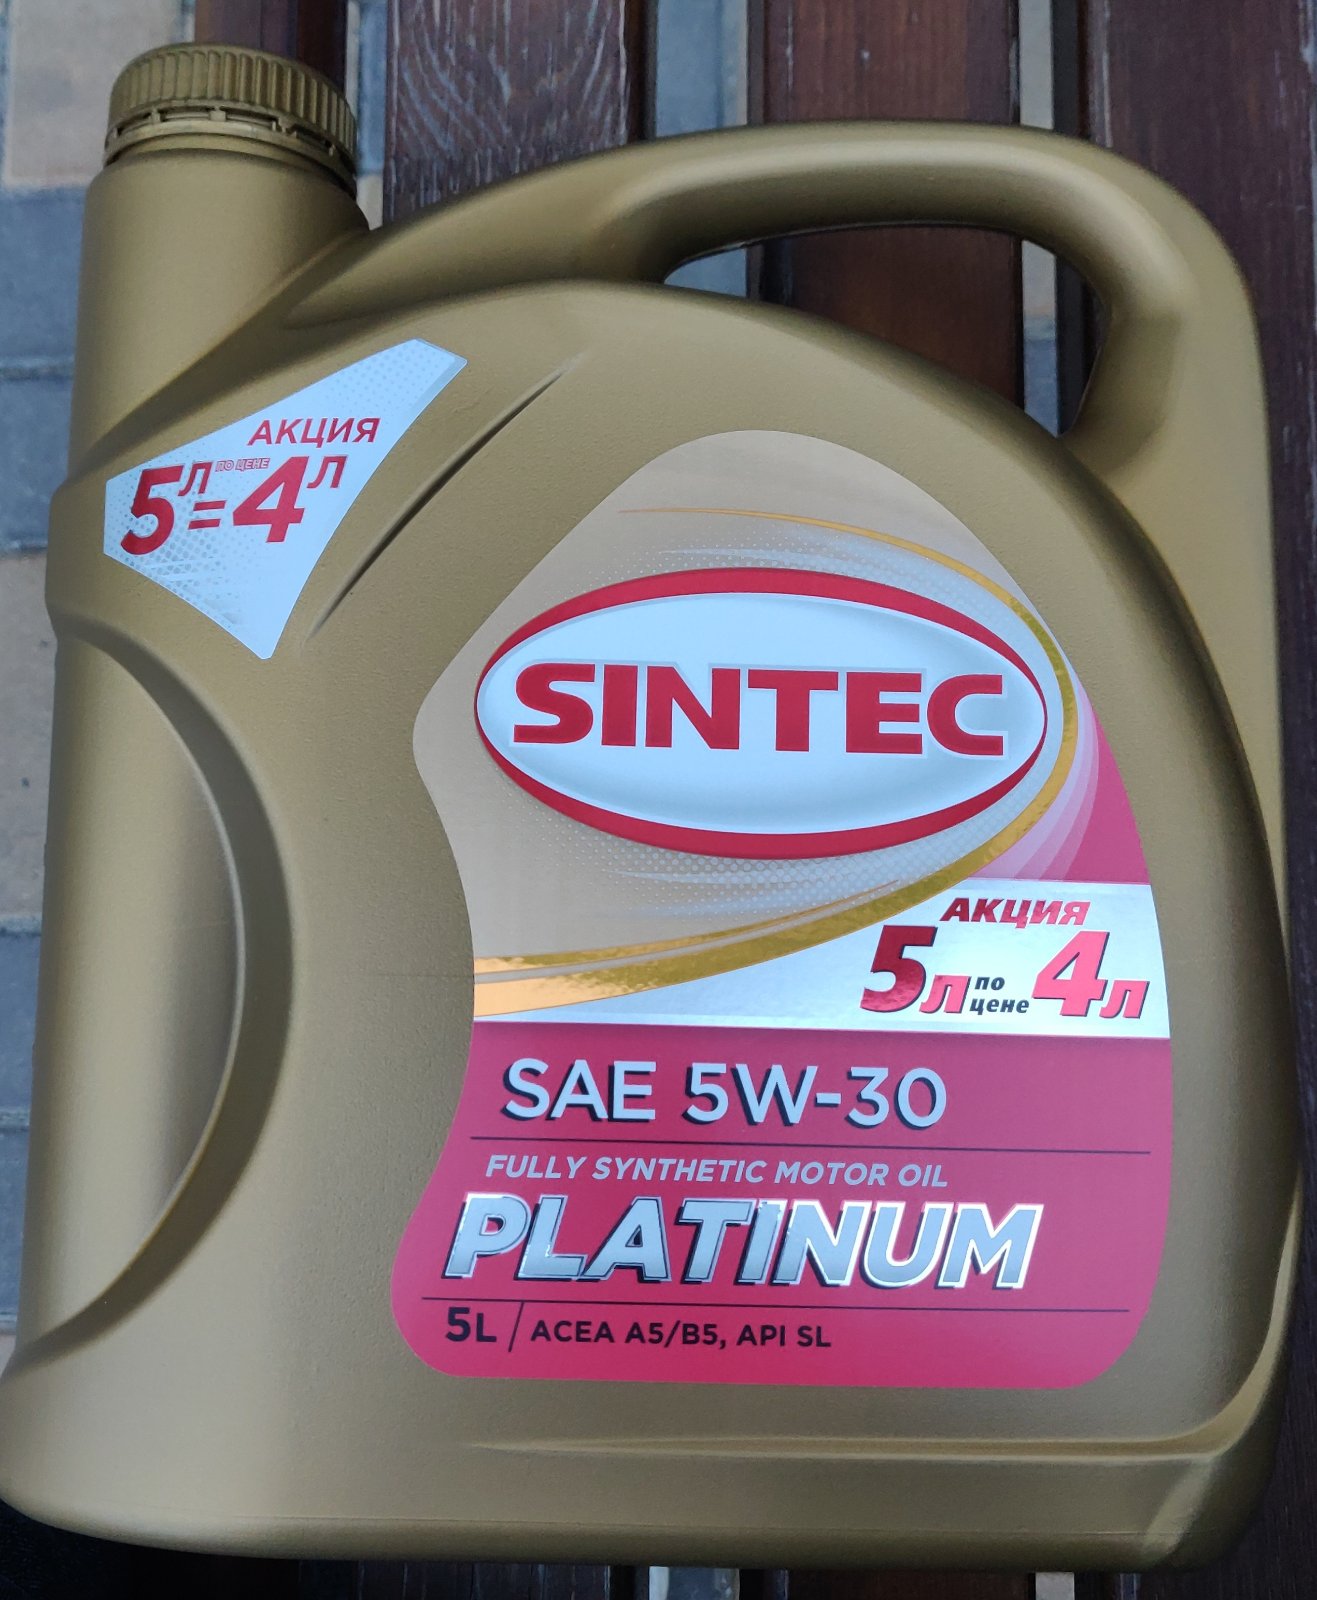 АКЦИЯ
5л по цене = 4л
SINTEC
АКЦИЯ
5л по цене 4л
SAE 5W-30
FULLY SYNTHETIC MOTOR OIL
PLATINUM
5L / ACEA A5/B5, API SL